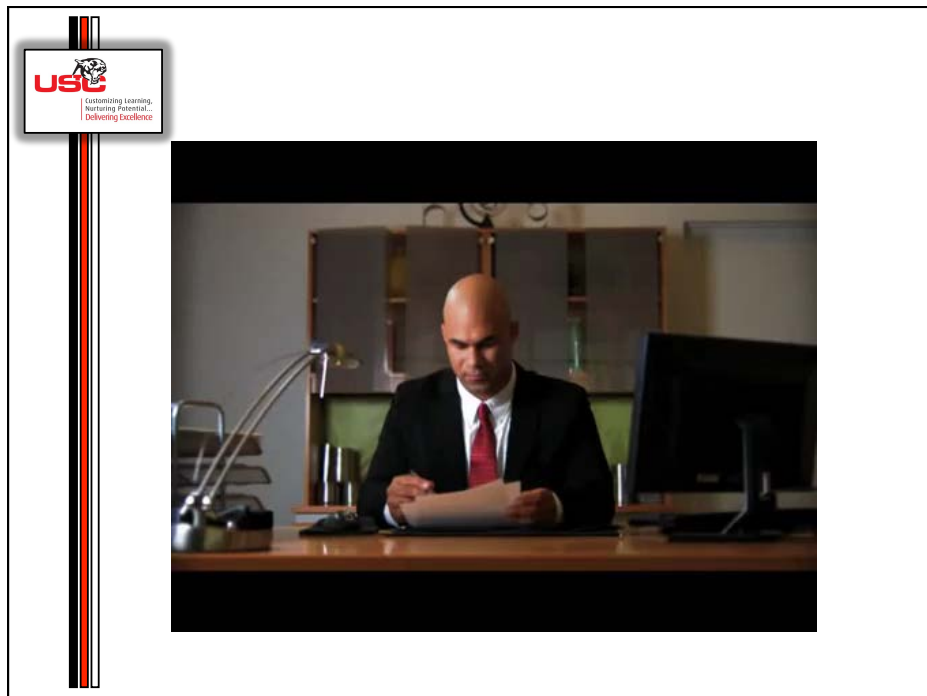 USC
Customizing Learning,
Nurturing Potential...
Delivering Excellence